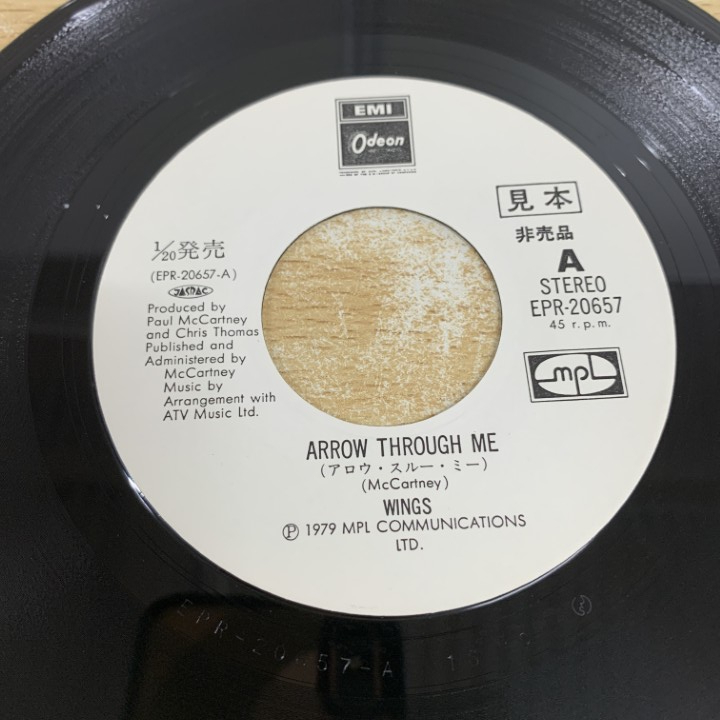 EMI
Odeon
見本
非売品
A
STEREO
EPR-20657
45 r.p.m.
mpl
1/20発売
(EPR-20657-A)
JASRAC
Produced by
Paul McCartney
and Chris Thomas
Published and
Administered by
McCartney
Music by
Arrangement with
ATV Music Ltd.
ARROW THROUGH ME
(アロウ・スルー・ミー)
(McCartney)
WINGS
Ⓟ 1979 MPL COMMUNICATIONS
LTD.
EPR-20657-A